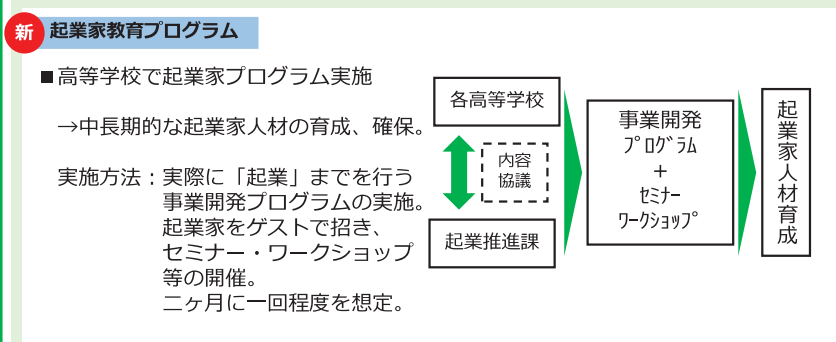 新
起業家教育プログラム
■高等学校で起業家プログラム実施
→中長期的な起業家人材の育成、確保。
実施方法：実際に「起業」までを行う
事業開発プログラムの実施。
起業家をゲストで招き、
セミナー・ワークショップ
等の開催。
二ヶ月に一回程度を想定。
各高等学校
内容
協議
起業推進課
事業開発
ﾌﾟﾛｸﾞﾗﾑ
＋
ｾﾐﾅｰ
ﾜｰｸｼｮｯﾌﾟ
起業家人材育成